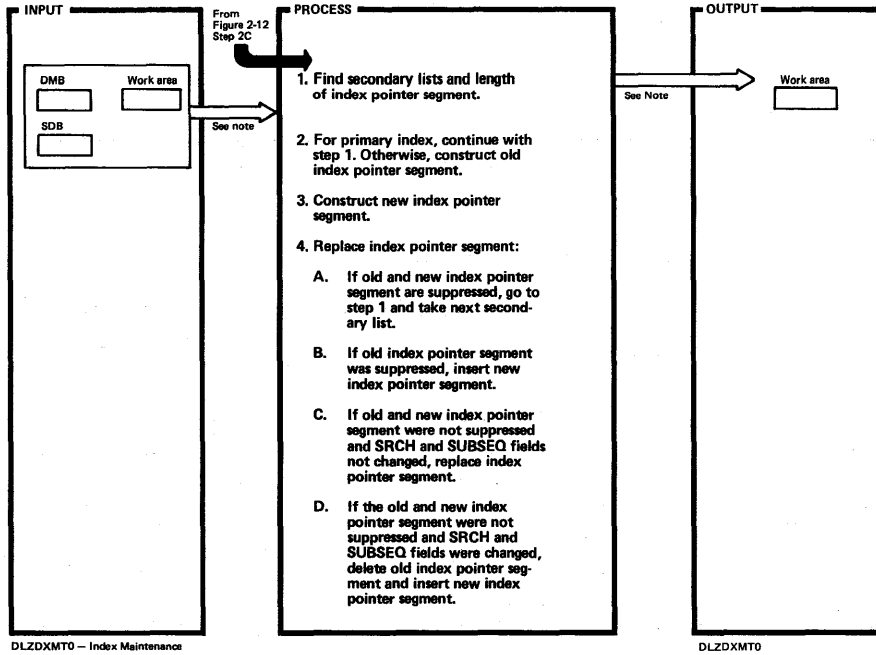 INPUT
DMB
Work area
SDB
See note
From
Figure 2-12
Step 2C
PROCESS
1. Find secondary lists and length
of index pointer segment.
2. For primary index, continue with
step 1. Otherwise, construct old
index pointer segment.
3. Construct new index pointer
segment.
4. Replace index pointer segment:
A. If old and new index pointer
segment are suppressed, go to
step 1 and take next second-
ary list.
B. If old index pointer segment
was suppressed, insert new
index pointer segment.
C. If old and new index pointer
segment were not suppressed
and SRCH and SUBSEQ fields
not changed, replace index
pointer segment.
D. If the old and new index
pointer segment were not
suppressed and SRCH and
SUBSEQ fields were changed,
delete old index pointer seg-
ment and insert new index
pointer segment.
See Note
OUTPUT
Work area
DLZDXMT0 — Index Maintenance
DLZDXMT0